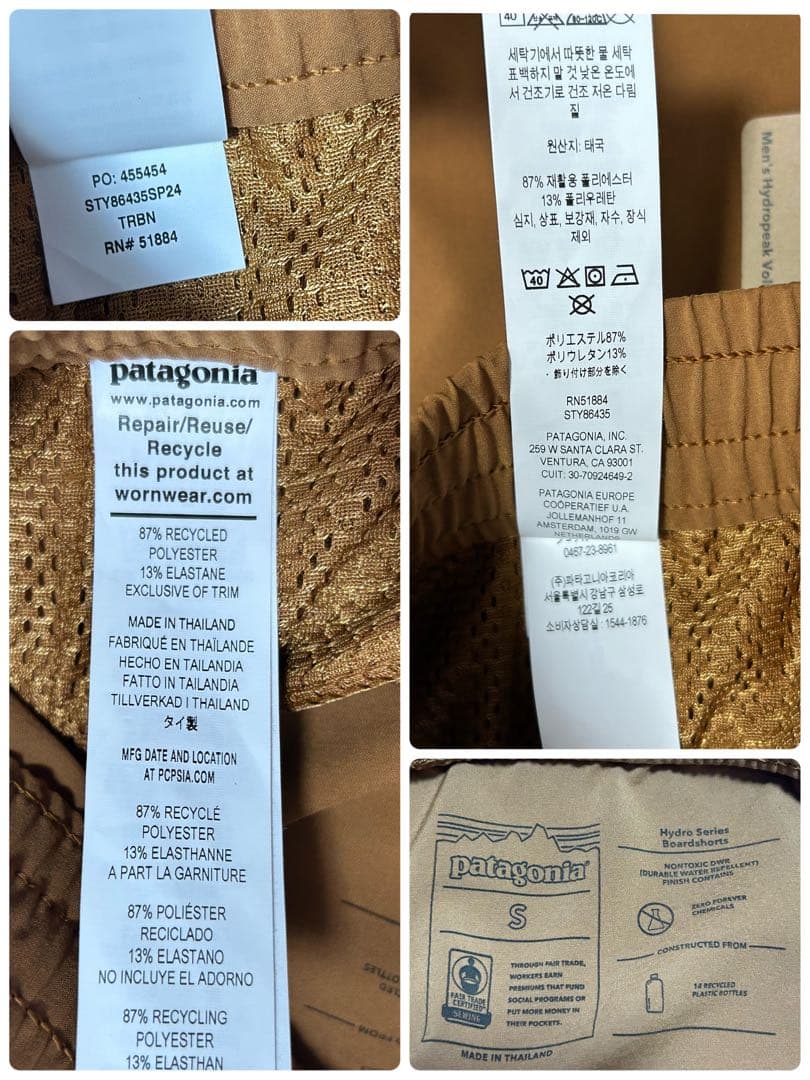 PO: 455454
STY86435SP24
TRBN
RN# 51884
patagonia
www.patagonia.com
Repair/Reuse/
Recycle
this product at
wornwear.com
87% RECYCLED
POLYESTER
13% ELASTANE
EXCLUSIVE OF TRIM
MADE IN THAILAND
FABRIQUÉ EN THAÏLANDE
HECHO EN TAILANDIA
FATTO IN TAILANDIA
TILLVERKAD I THAILAND
タイ製
MFG DATE AND LOCATION
AT PCPSIA.COM
87% RECYCLÉ
POLYESTER
13% ELASTHANNE
A PART LA GARNITURE
87% POLIÉSTER
RECICLADO
13% ELASTANO
NO INCLUYE EL ADORNO
87% RECYCLING
POLYESTER
13% ELASTHAN
40
세탁기에서 따뜻한 물 세탁
표백하지 말 것 낮은 온도에
서 건조기로 건조 저온 다림
질
원산지: 태국
87% 재활용 폴리에스터
13% 폴리우레탄
심지, 상표, 보강재, 자수, 장식
제외
40
ポリエステル87%
ポリウレタン13%
・飾り付け部分を除く
RN51884
STY86435
PATAGONIA, INC.
259 W SANTA CLARA ST.
VENTURA, CA 93001
CUIT: 30-70924649-2
PATAGONIA EUROPE
COÖPERATIEF U.A.
JOLLEMANHOF 11
AMSTERDAM, 1019 GW
NETHERLANDS
0467-23-8961
(주)파타고니아코리아
서울특별시 강남구 삼성로
122길 25
소비자상담실 : 1544-1876
Men's Hydropeak Vol
patagonia
S
FAIR TRADE
CERTIFIED
SEWING
THROUGH FAIR TRADE,
WORKERS EARN
PREMIUMS THAT FUND
SOCIAL PROGRAMS OR
PUT MORE MONEY IN
THEIR POCKETS.
MADE IN THAILAND
Hydro Series
Boardshorts
NONTOXIC DWR
(DURABLE WATER REPELLENT)
FINISH CONTAINS
ZERO FOREVER
CHEMICALS
CONSTRUCTED FROM
14 RECYCLED
PLASTIC BOTTLES